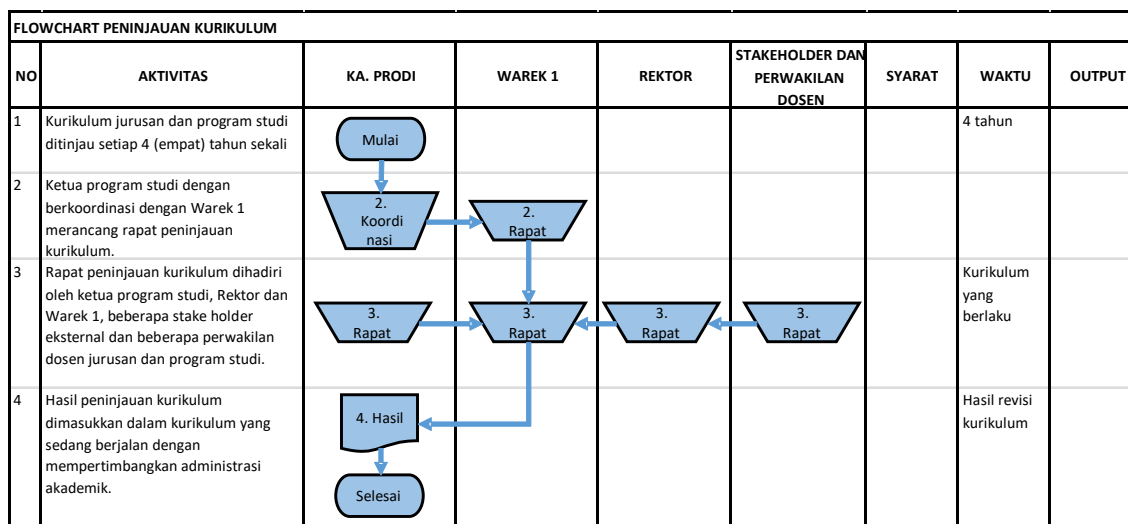 FLOWCHART PENINJAUAN KURIKULUM
NO
AKTIVITAS
KA. PRODI
WAREK 1
REKTOR
STAKEHOLDER DAN
PERWAKILAN
DOSEN
SYARAT
WAKTU
OUTPUT
1
Kurikulum jurusan dan program studi
ditinjau setiap 4 (empat) tahun sekali
Mulai
4 tahun
2
Ketua program studi dengan
berkoordinasi dengan Warek 1
merancang rapat peninjauan
kurikulum.
2.
Koordi
nasi
2.
Rapat
3
Rapat peninjauan kurikulum dihadiri
oleh ketua program studi, Rektor dan
Warek 1, beberapa stake holder
eksternal dan beberapa perwakilan
dosen jurusan dan program studi.
3.
Rapat
3.
Rapat
3.
Rapat
3.
Rapat
Kurikulum
yang
berlaku
4
Hasil peninjauan kurikulum
dimasukkan dalam kurikulum yang
sedang berjalan dengan
mempertimbangkan administrasi
akademik.
4. Hasil
Selesai
Hasil revisi
kurikulum